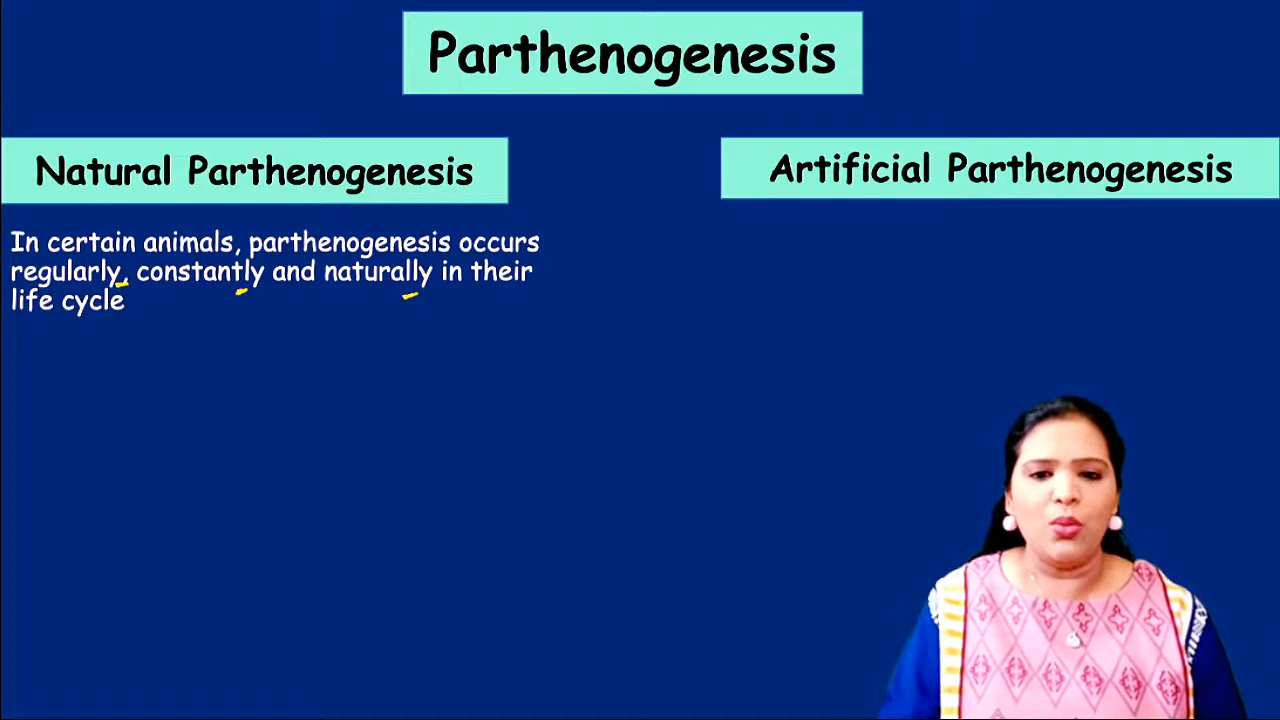 Parthenogenesis
Natural Parthenogenesis
Artificial Parthenogenesis
In certain animals, parthenogenesis occurs
regularly, constantly and naturally in their
life cycle